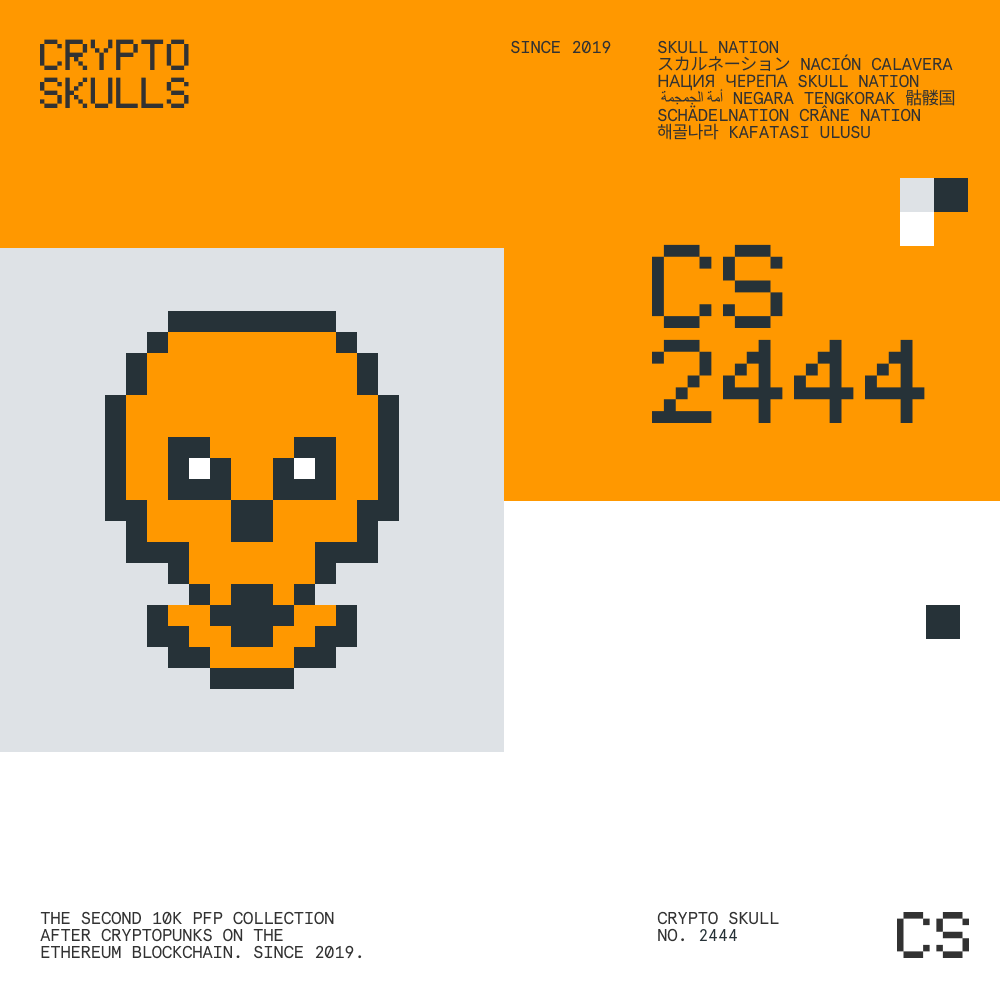 CRYPTO
SKULLS
SINCE 2019
SKULL NATION
スカルネーション NACIÓN CALAVERA
НАЦИЯ ЧЕРЕПА SKULL NATION
أمة الجمجمة NEGARA TENGKORAK 骷髅国
SCHÄDELNATION CRÂNE NATION
해골나라 KAFATASI ULUSU
CS
2444
THE SECOND 10K PFP COLLECTION
AFTER CRYPTOPUNKS ON THE
ETHEREUM BLOCKCHAIN. SINCE 2019.
CRYPTO SKULL
NO. 2444
CS